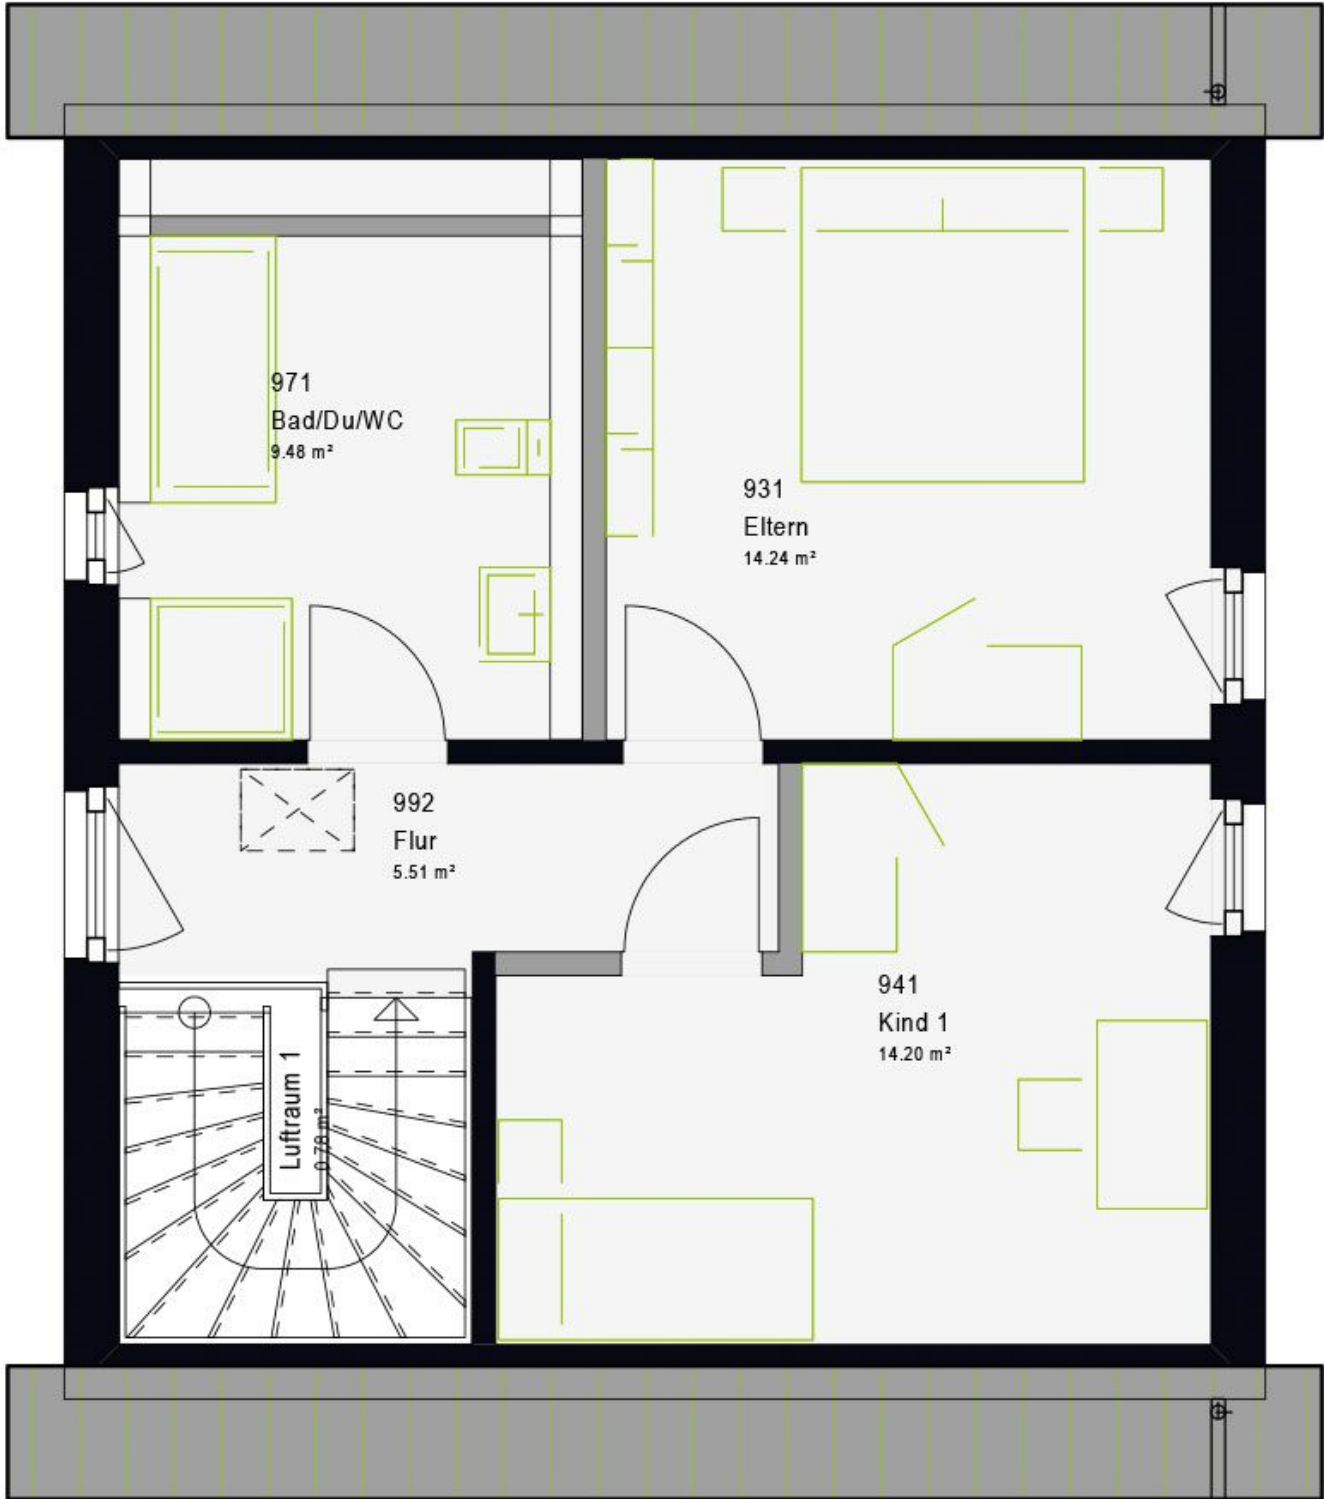 971
Bad/Du/WC
9.48 m²
931
Eltern
14.24 m²
992
Flur
5.51 m²
941
Kind 1
14.20 m²
Luftraum 1
0.78 m²